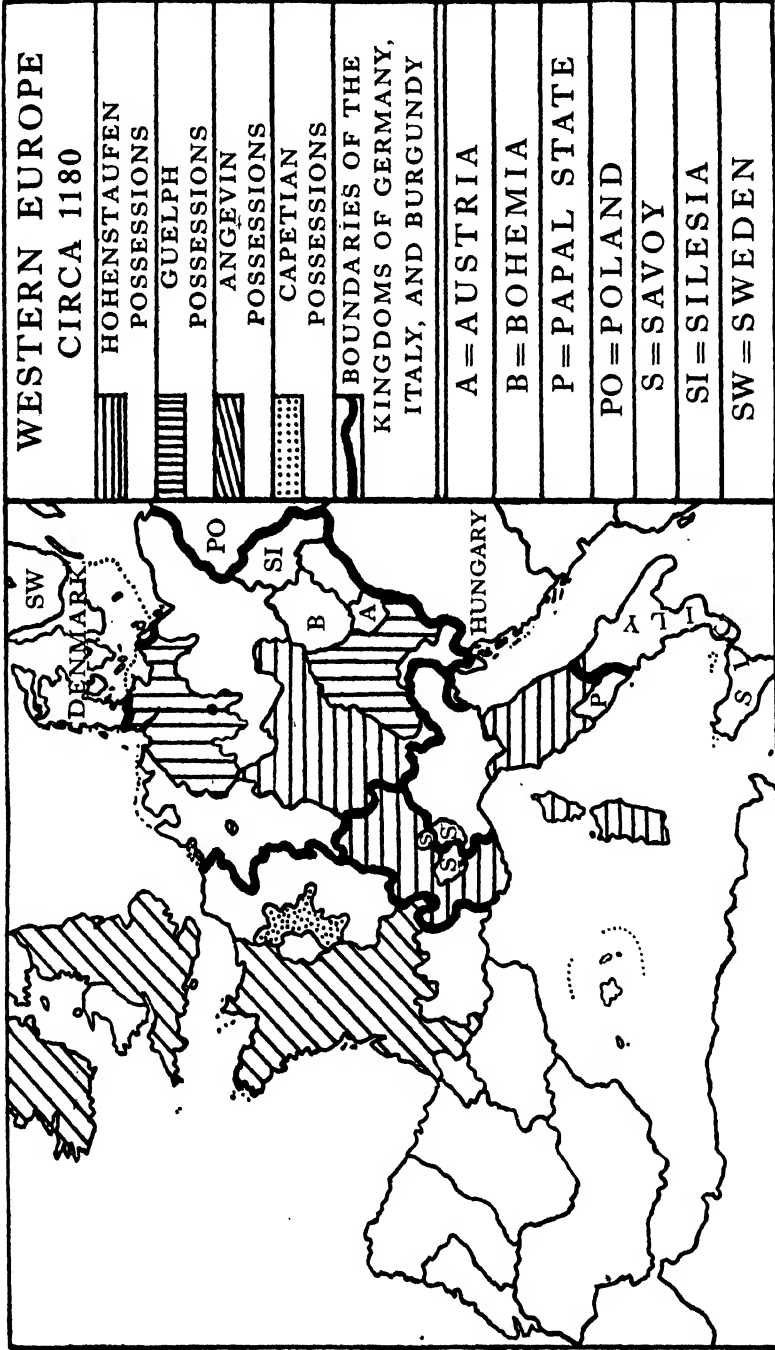 WESTERN EUROPE
CIRCA 1180
HOHENSTAUFEN
POSSESSIONS
GUELPH
POSSESSIONS
ANGEVIN
POSSESSIONS
CAPETIAN
POSSESSIONS
BOUNDARIES OF THE
KINGDOMS OF GERMANY,
ITALY, AND BURGUNDY
A=AUSTRIA
B=BOHEMIA
P=PAPAL STATE
PO=POLAND
S=SAVOY
SI=SILESIA
SW=SWEDEN
SW
DENMARK
PO
SI
B
A
HUNGARY
S
S
S
P
SICILY